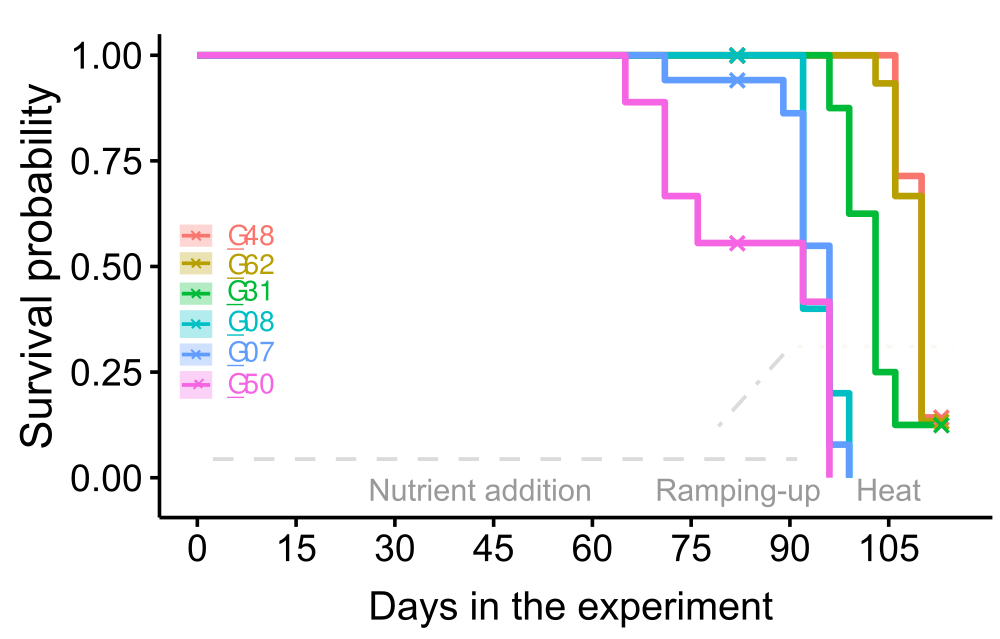 Survival probability
1.00
0.75
0.50
0.25
0.00
G48
G62
G31
G08
G07
G50
Nutrient addition Ramping-up Heat
0 15 30 45 60 75 90 105
Days in the experiment